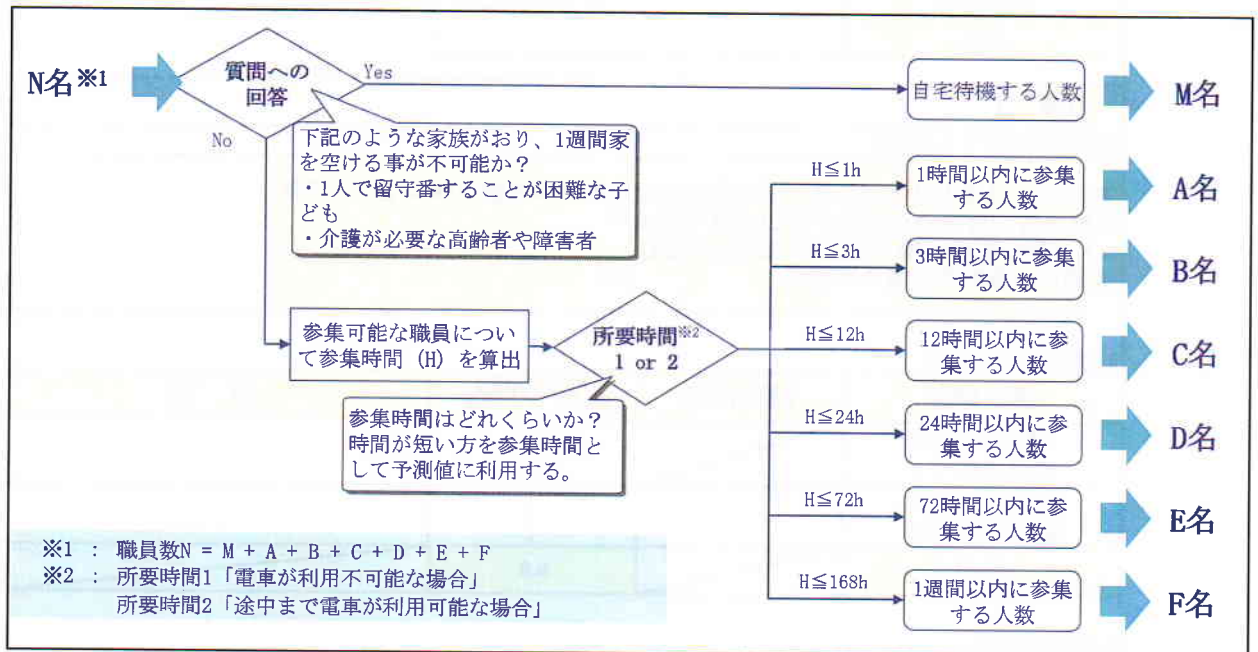 N名※1
質問への
回答
Yes
No
自宅待機する人数
M名
下記のような家族がおり、1週間家
を空ける事が不可能か？
・1人で留守番することが困難な子
ども
・介護が必要な高齢者や障害者
H≦1h
1時間以内に参集
する人数
A名
H≦3h
3時間以内に参集
する人数
B名
参集可能な職員につい
て参集時間（H）を算出
所要時間※2
1 or 2
H≦12h
12時間以内に参
集する人数
C名
参集時間はどれくらいか？
時間が短い方を参集時間と
して予測値に利用する。
H≦24h
24時間以内に参
集する人数
D名
H≦72h
72時間以内に参
集する人数
E名
H≦168h
1週間以内に参集
する人数
F名
※1 ： 職員数N = M + A + B + C + D + E + F
※2 ： 所要時間1「電車が利用不可能な場合」
所要時間2「途中まで電車が利用可能な場合」